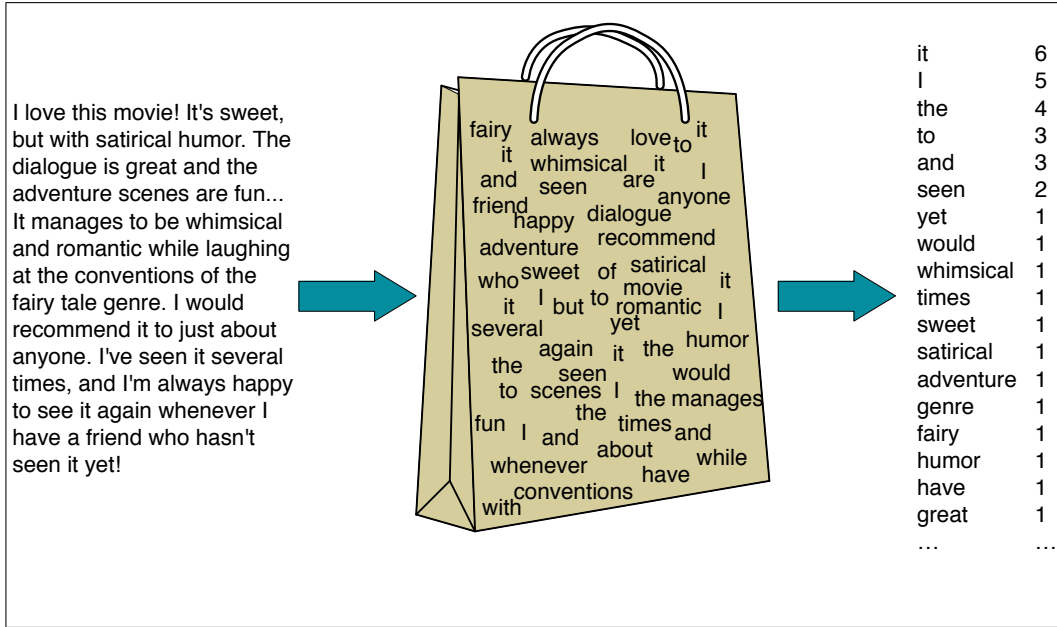 I love this movie! It's sweet,
but with satirical humor. The
dialogue is great and the
adventure scenes are fun...
It manages to be whimsical
and romantic while laughing
at the conventions of the
fairy tale genre. I would
recommend it to just about
anyone. I've seen it several
times, and I'm always happy
to see it again whenever I
have a friend who hasn't
seen it yet!
fairy always love to it
it whimsical it I
and seen are anyone
friend happy dialogue
adventure recommend
who sweet of satirical
it I but to romantic movie it I
several yet
again it the humor
the seen would
to scenes I the manages
fun the times and
I and about
whenever have while
conventions
with
it 6
I 5
the 4
to 3
and 3
seen 2
yet 1
would 1
whimsical 1
times 1
sweet 1
satirical 1
adventure 1
genre 1
fairy 1
humor 1
have 1
great 1
… …